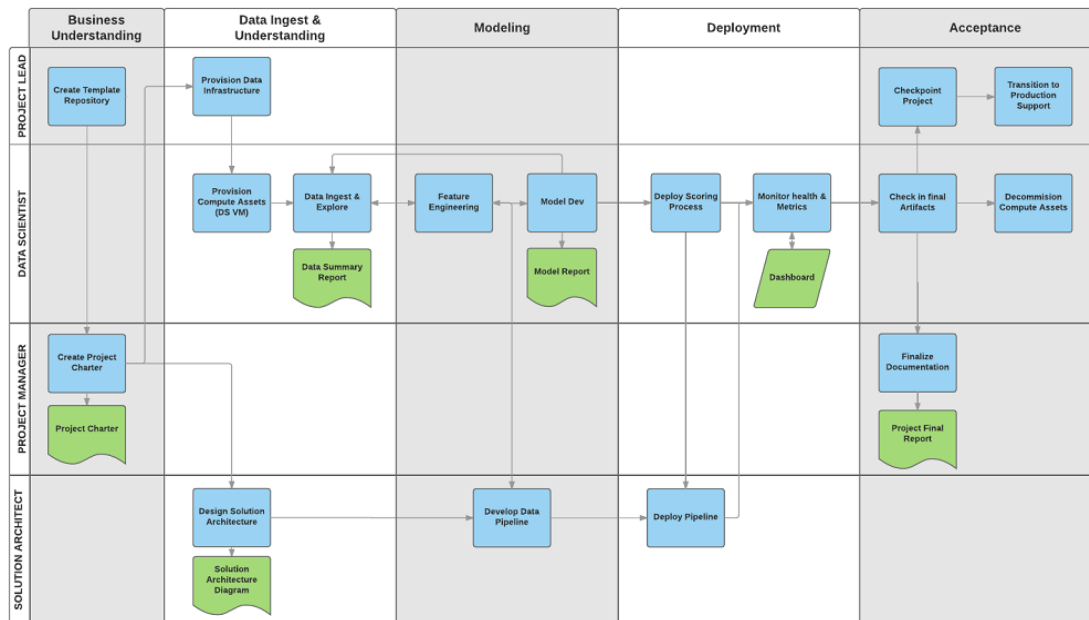 Business
Understanding
Data Ingest &
Understanding
Modeling
Deployment
Acceptance
PROJECT LEAD
Create Template
Repository
Provision Data
Infrastructure
Checkpoint
Project
Transition to
Production
Support
DATA SCIENTIST
Provision
Compute Assets
(DS VM)
Data Ingest &
Explore
Feature
Engineering
Model Dev
Deploy Scoring
Process
Monitor health &
Metrics
Check in final
Artifacts
Decommision
Compute Assets
Data Summary
Report
Model Report
Dashboard
PROJECT MANAGER
Create Project
Charter
Finalize
Documentation
Project Charter
Project Final
Report
SOLUTION ARCHITECT
Design Solution
Architecture
Develop Data
Pipeline
Deploy Pipeline
Solution
Architecture
Diagram